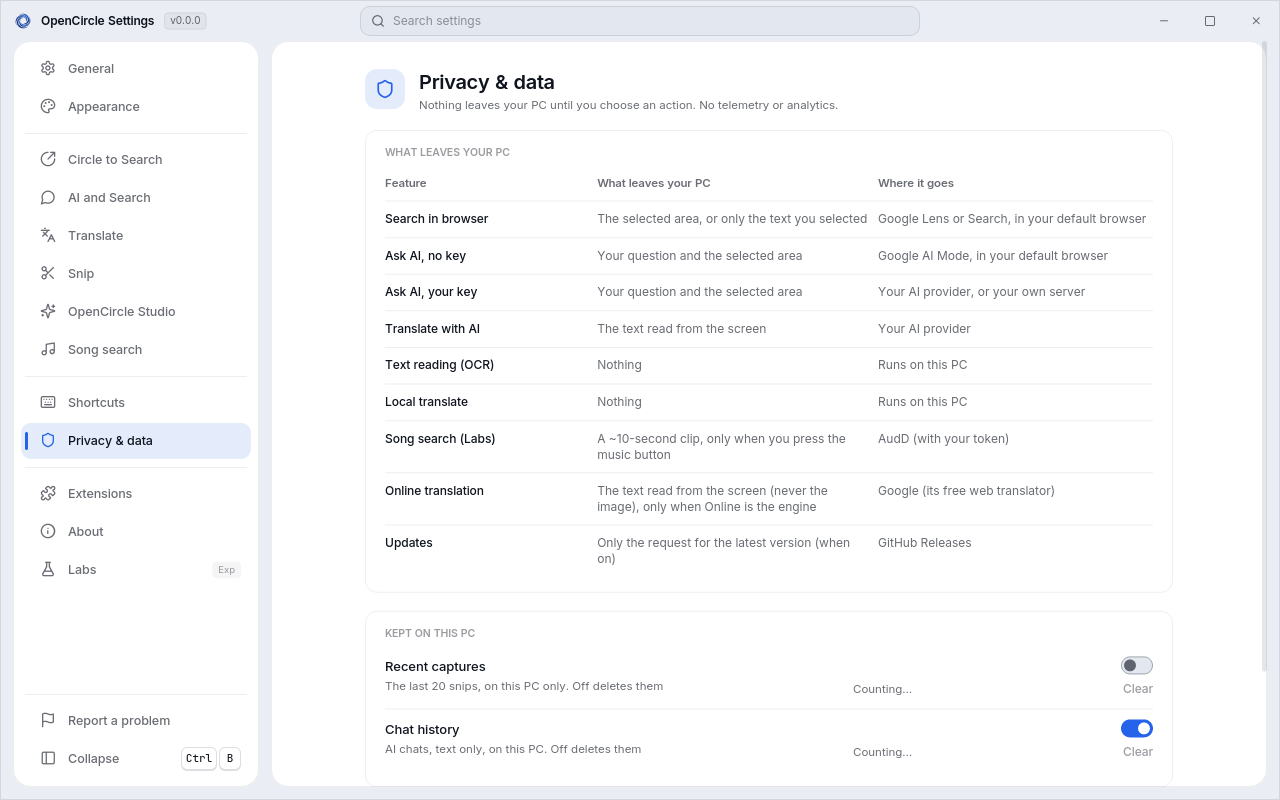 OpenCircle Settings v0.0.0
Search settings
General
Appearance
Circle to Search
AI and Search
Translate
Snip
OpenCircle Studio
Song search
Shortcuts
Privacy & data
Extensions
About
Labs Exp
Report a problem
Collapse Ctrl B
Privacy & data
Nothing leaves your PC until you choose an action. No telemetry or analytics.
WHAT LEAVES YOUR PC
Feature What leaves your PC Where it goes
Search in browser The selected area, or only the text you selected Google Lens or Search, in your default browser
Ask AI, no key Your question and the selected area Google AI Mode, in your default browser
Ask AI, your key Your question and the selected area Your AI provider, or your own server
Translate with AI The text read from the screen Your AI provider
Text reading (OCR) Nothing Runs on this PC
Local translate Nothing Runs on this PC
Song search (Labs) A ~10-second clip, only when you press the AudD (with your token)
music button
Online translation The text read from the screen (never the Google (its free web translator)
image), only when Online is the engine
Updates Only the request for the latest version (when GitHub Releases
on)
KEPT ON THIS PC
Recent captures
The last 20 snips, on this PC only. Off deletes them Counting... Clear
Chat history
AI chats, text only, on this PC. Off deletes them Counting... Clear